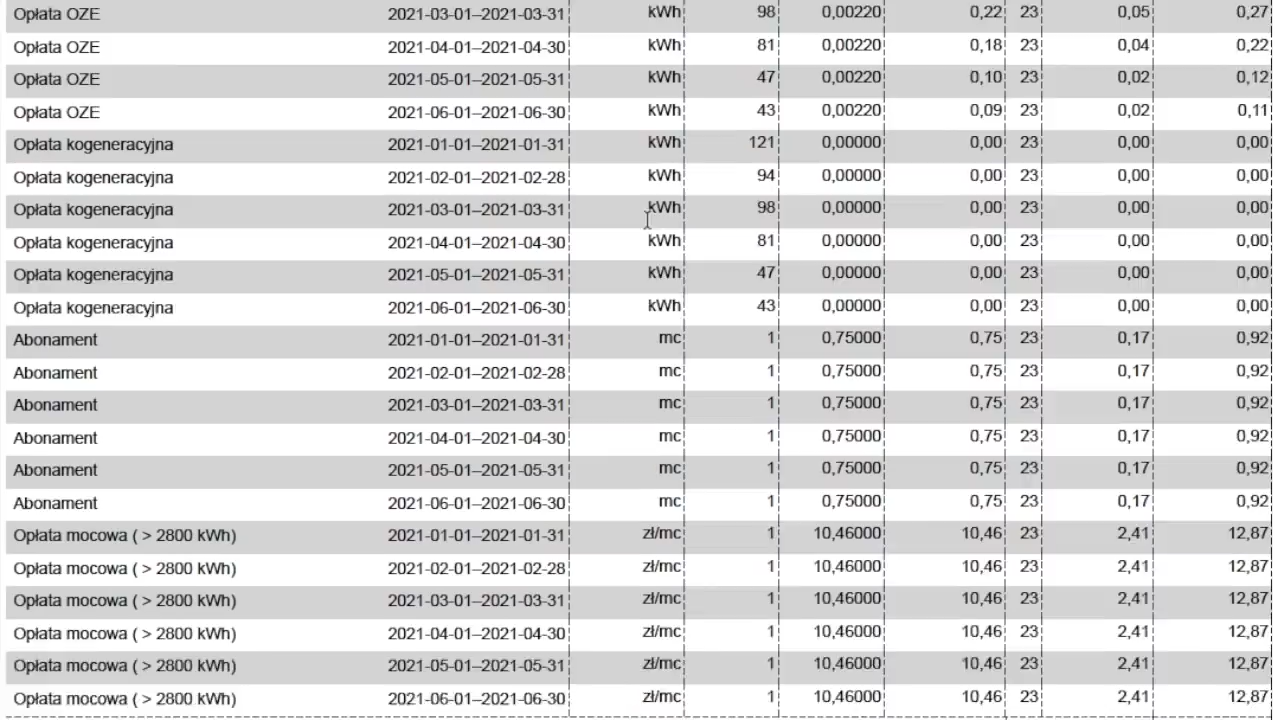 Opłata OZE 2021-03-01–2021-03-31 kWh 98 0,00220 0,22 23 0,05 0,27
Opłata OZE 2021-04-01–2021-04-30 kWh 81 0,00220 0,18 23 0,04 0,22
Opłata OZE 2021-05-01–2021-05-31 kWh 47 0,00220 0,10 23 0,02 0,12
Opłata OZE 2021-06-01–2021-06-30 kWh 43 0,00220 0,09 23 0,02 0,11
Opłata kogeneracyjna 2021-01-01–2021-01-31 kWh 121 0,00000 0,00 23 0,00 0,00
Opłata kogeneracyjna 2021-02-01–2021-02-28 kWh 94 0,00000 0,00 23 0,00 0,00
Opłata kogeneracyjna 2021-03-01–2021-03-31 kWh 98 0,00000 0,00 23 0,00 0,00
Opłata kogeneracyjna 2021-04-01–2021-04-30 kWh 81 0,00000 0,00 23 0,00 0,00
Opłata kogeneracyjna 2021-05-01–2021-05-31 kWh 47 0,00000 0,00 23 0,00 0,00
Opłata kogeneracyjna 2021-06-01–2021-06-30 kWh 43 0,00000 0,00 23 0,00 0,00
Abonament 2021-01-01–2021-01-31 mc 1 0,75000 0,75 23 0,17 0,92
Abonament 2021-02-01–2021-02-28 mc 1 0,75000 0,75 23 0,17 0,92
Abonament 2021-03-01–2021-03-31 mc 1 0,75000 0,75 23 0,17 0,92
Abonament 2021-04-01–2021-04-30 mc 1 0,75000 0,75 23 0,17 0,92
Abonament 2021-05-01–2021-05-31 mc 1 0,75000 0,75 23 0,17 0,92
Abonament 2021-06-01–2021-06-30 mc 1 0,75000 0,75 23 0,17 0,92
Opłata mocowa ( > 2800 kWh) 2021-01-01–2021-01-31 zł/mc 1 10,46000 10,46 23 2,41 12,87
Opłata mocowa ( > 2800 kWh) 2021-02-01–2021-02-28 zł/mc 1 10,46000 10,46 23 2,41 12,87
Opłata mocowa ( > 2800 kWh) 2021-03-01–2021-03-31 zł/mc 1 10,46000 10,46 23 2,41 12,87
Opłata mocowa ( > 2800 kWh) 2021-04-01–2021-04-30 zł/mc 1 10,46000 10,46 23 2,41 12,87
Opłata mocowa ( > 2800 kWh) 2021-05-01–2021-05-31 zł/mc 1 10,46000 10,46 23 2,41 12,87
Opłata mocowa ( > 2800 kWh) 2021-06-01–2021-06-30 zł/mc 1 10,46000 10,46 23 2,41 12,87